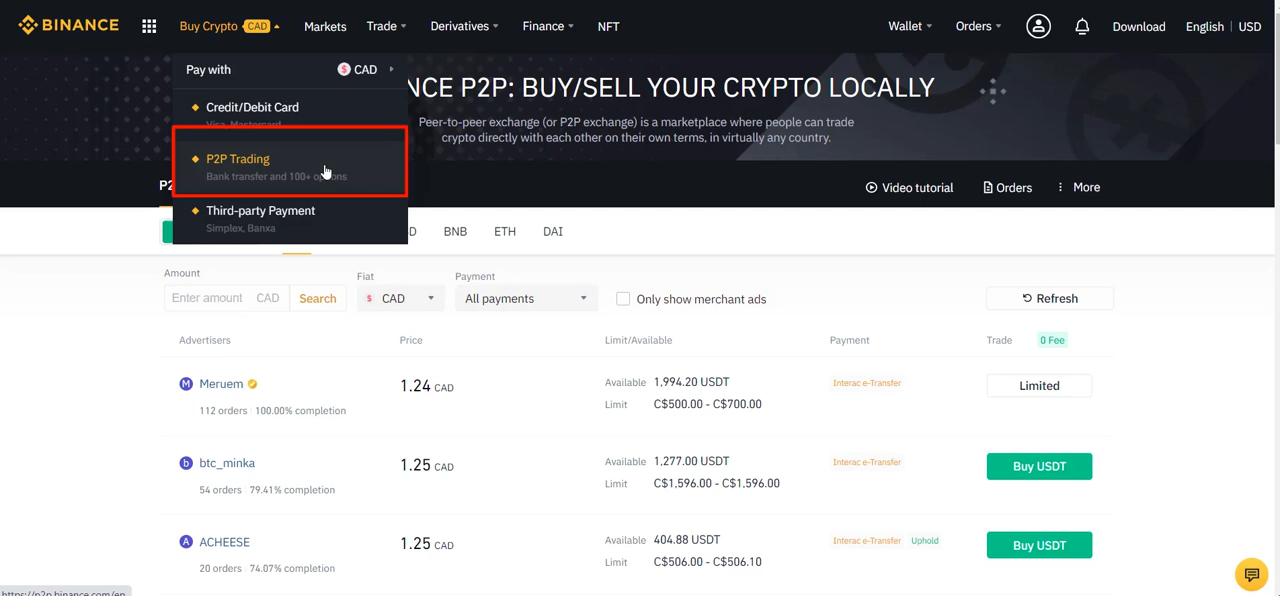 BINANCE
Buy Crypto CAD Markets Trade Derivatives Finance NFT Wallet Orders Download English USD
Pay with CAD
Credit/Debit Card
Visa, Mastercard
P2P Trading
Bank transfer and 100+ options
Third-party Payment
Simplex, Banxa
NCE P2P: BUY/SELL YOUR CRYPTO LOCALLY
Peer-to-peer exchange (or P2P exchange) is a marketplace where people can trade
crypto directly with each other on their own terms, in virtually any country.
P2 Video tutorial Orders More
D BNB ETH DAI
Amount Fiat Payment
Enter amount CAD Search $ CAD All payments Only show merchant ads Refresh
Advertisers Price Limit/Available Payment Trade 0 Fee
M Meruem 1.24 CAD Available 1,994.20 USDT Interac e-Transfer Limited
112 orders 100.00% completion Limit C$500.00 - C$700.00
b btc_minka 1.25 CAD Available 1,277.00 USDT Interac e-Transfer Buy USDT
54 orders 79.41% completion Limit C$1,596.00 - C$1,596.00
A ACHEESE 1.25 CAD Available 404.88 USDT Interac e-Transfer Uphold Buy USDT
20 orders 74.07% completion Limit C$506.00 - C$506.10
https://p2p.binance.com/en